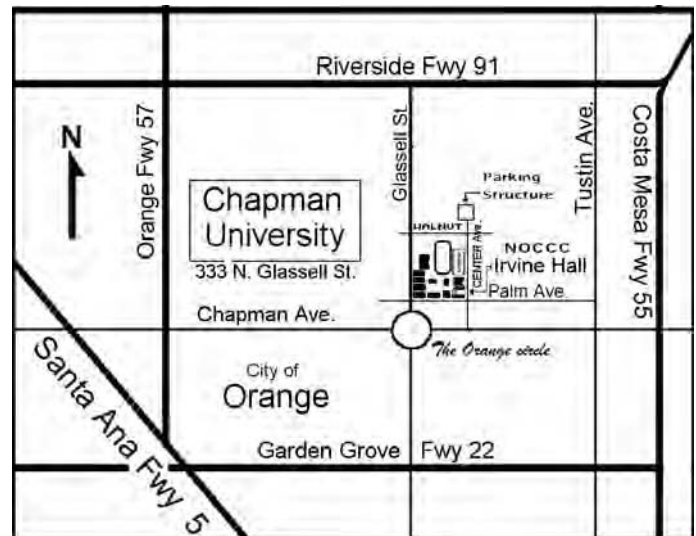 Riverside Fwy 91
N
Orange Fwy 57
Glassell St.
Tustin Ave.
Costa Mesa Fwy 55
Parking
Structure
Chapman
University
333 N. Glassell St.
WALNUT
CENTER Ave.
NOCCC
Irvine Hall
Palm Ave.
Chapman Ave.
The Orange circle
City of
Orange
Santa Ana Fwy 5
Garden Grove Fwy 22